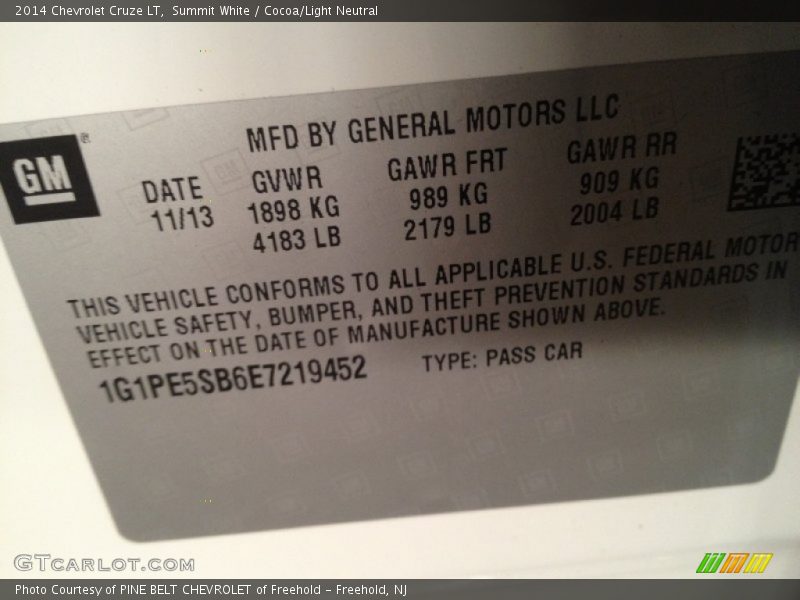 2014 Chevrolet Cruze LT,  Summit White / Cocoa/Light Neutral
GM®
MFD BY GENERAL MOTORS LLC
DATE GVWR GAWR FRT GAWR RR
11/13 1898 KG 989 KG 909 KG
4183 LB 2179 LB 2004 LB
THIS VEHICLE CONFORMS TO ALL APPLICABLE U.S. FEDERAL MOTOR
VEHICLE SAFETY, BUMPER, AND THEFT PREVENTION STANDARDS IN
EFFECT ON THE DATE OF MANUFACTURE SHOWN ABOVE.
1G1PE5SB6E7219452 TYPE: PASS CAR
GTCARLOT.COM
Photo Courtesy of PINE BELT CHEVROLET of Freehold – Freehold, NJ